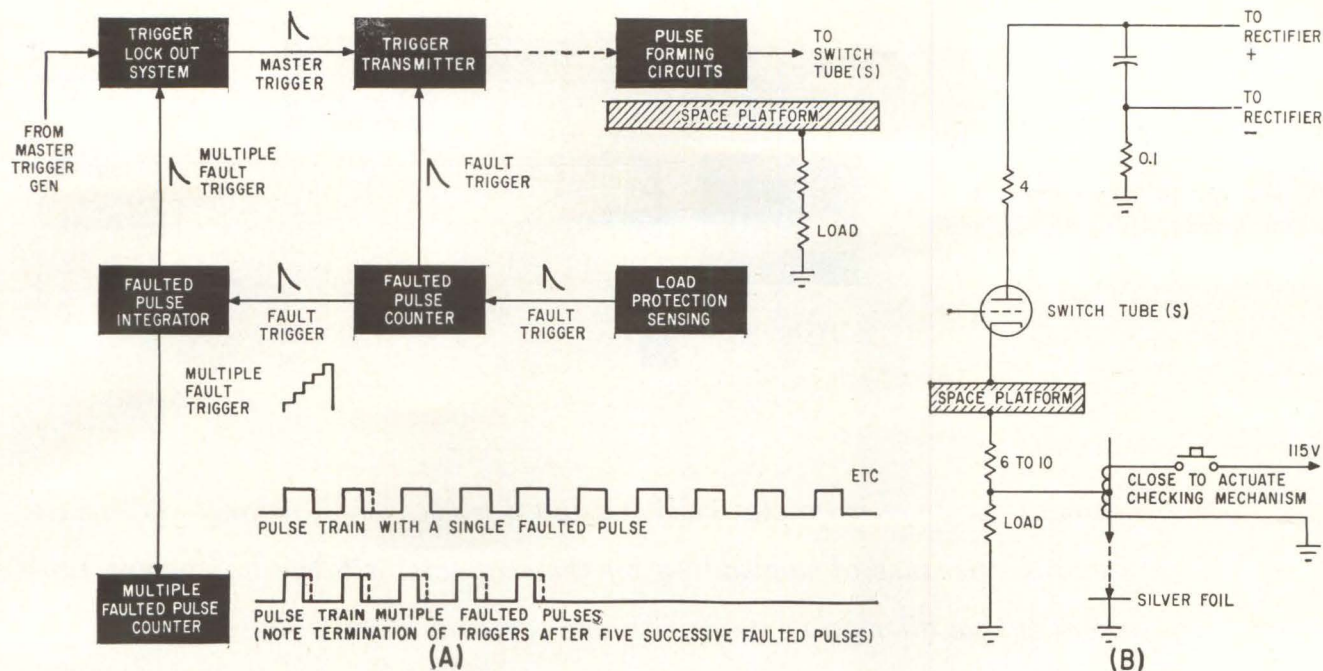 TRIGGER
LOCK OUT
SYSTEM
MASTER
TRIGGER
TRIGGER
TRANSMITTER
PULSE
FORMING
CIRCUITS
TO
SWITCH
TUBE(S)
SPACE PLATFORM
FROM
MASTER
TRIGGER
GEN
MULTIPLE
FAULT
TRIGGER
FAULT
TRIGGER
LOAD
FAULTED
PULSE
INTEGRATOR
FAULT
TRIGGER
FAULTED
PULSE
COUNTER
FAULT
TRIGGER
LOAD
PROTECTION
SENSING
MULTIPLE
FAULT
TRIGGER
ETC
PULSE TRAIN WITH A SINGLE FAULTED PULSE
MULTIPLE
FAULTED PULSE
COUNTER
PULSE TRAIN MUTIPLE FAULTED PULSES
(NOTE TERMINATION OF TRIGGERS AFTER FIVE SUCCESSIVE FAULTED PULSES)
(A)
TO
RECTIFIER
+
TO
RECTIFIER
–
0.1
4
SWITCH TUBE(S)
SPACE PLATFORM
6 TO 10
115V
CLOSE TO ACTUATE
CHECKING MECHANISM
LOAD
SILVER FOIL
(B)